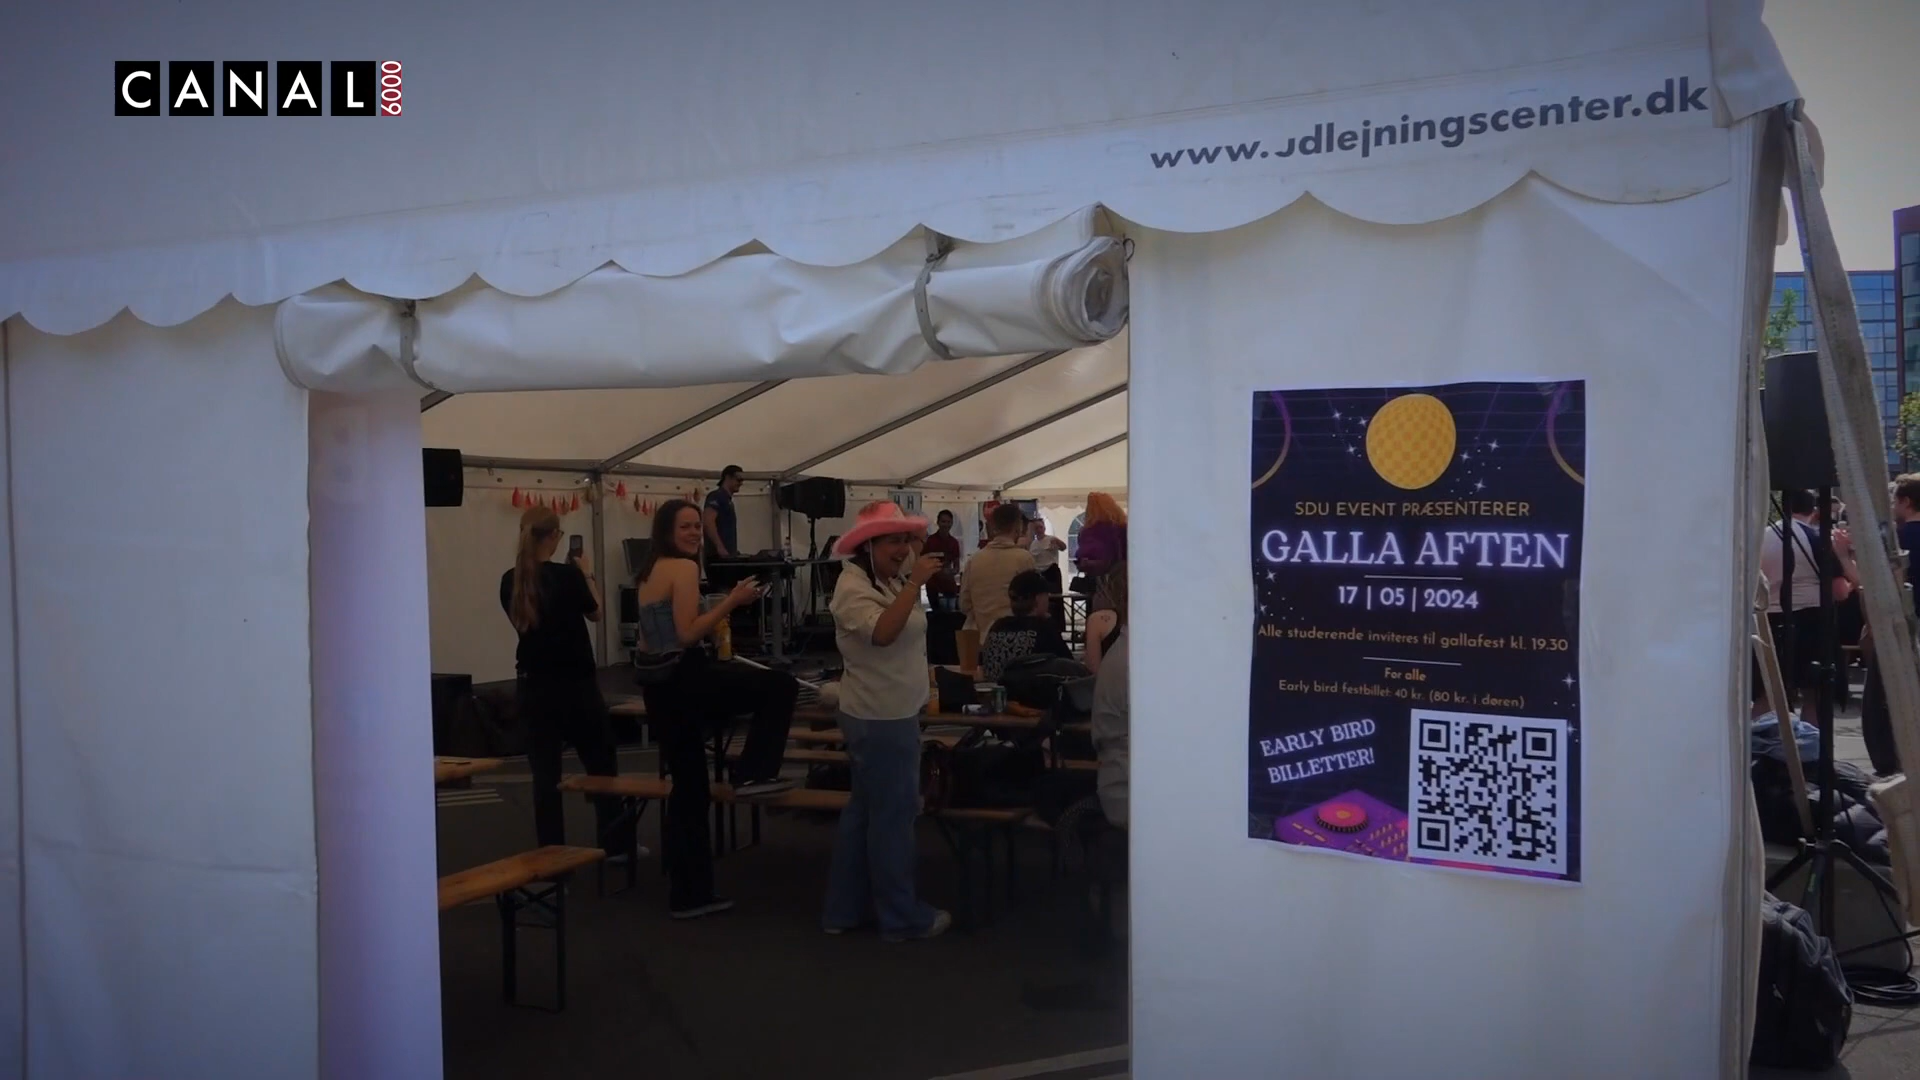 CANAL 6000
www.udlejningscenter.dk
SDU EVENT PRÆSENTERER
GALLA AFTEN
17 | 05 | 2024
Alle studerende inviteres til gallafest kl. 19.30
For alle
Early bird festbillet: 40 kr. (80 kr. i døren)
EARLY BIRD
BILLETTER!